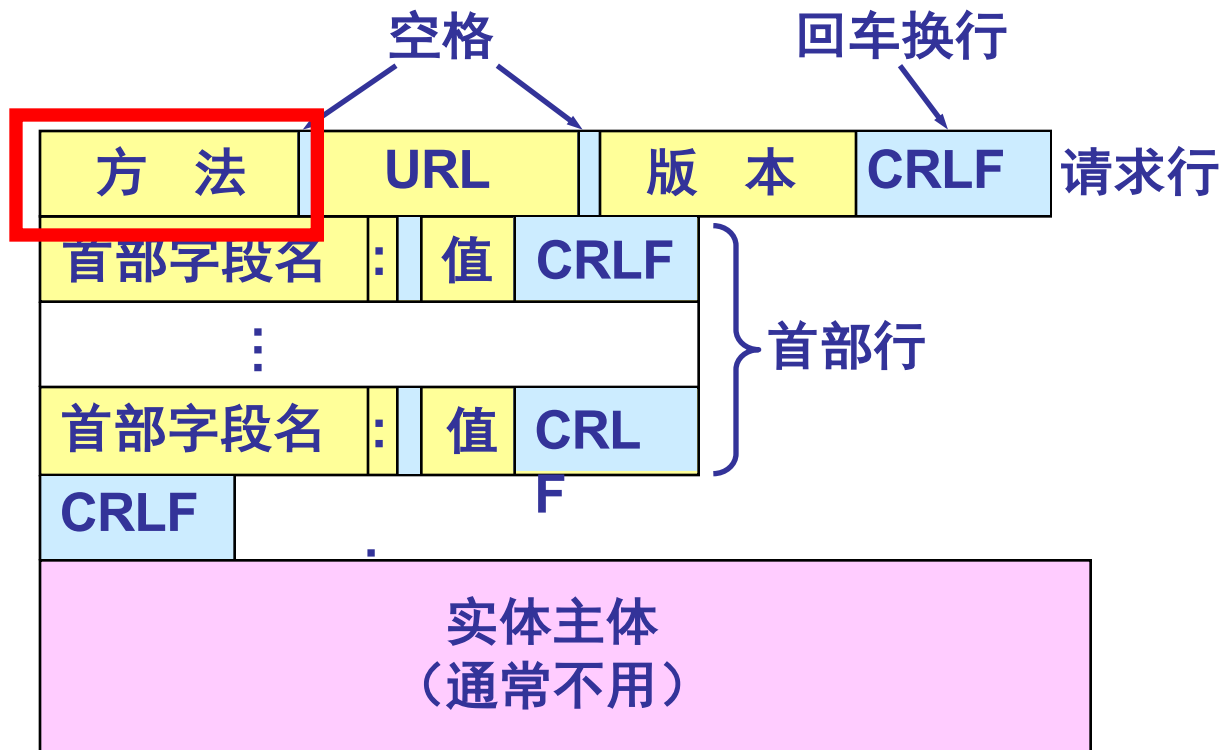 空格 回车换行
方 法 URL 版 本 CRLF 请求行
首部字段名 : 值 CRLF
⋮ 首部行
首部字段名 : 值 CRL
F
CRLF
.
实体主体
（通常不用）